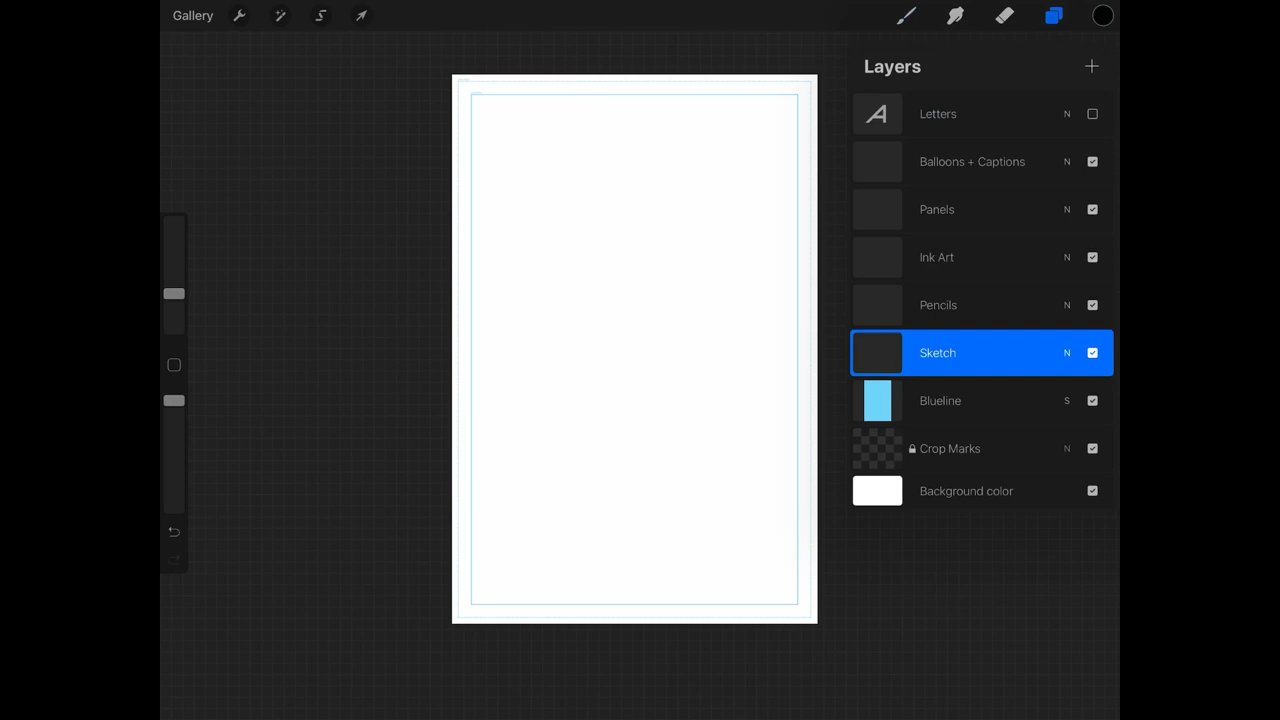 Gallery
Layers
Letters N
Balloons + Captions N
Panels N
Ink Art N
Pencils N
Sketch N
Blueline S
Crop Marks N
Background color